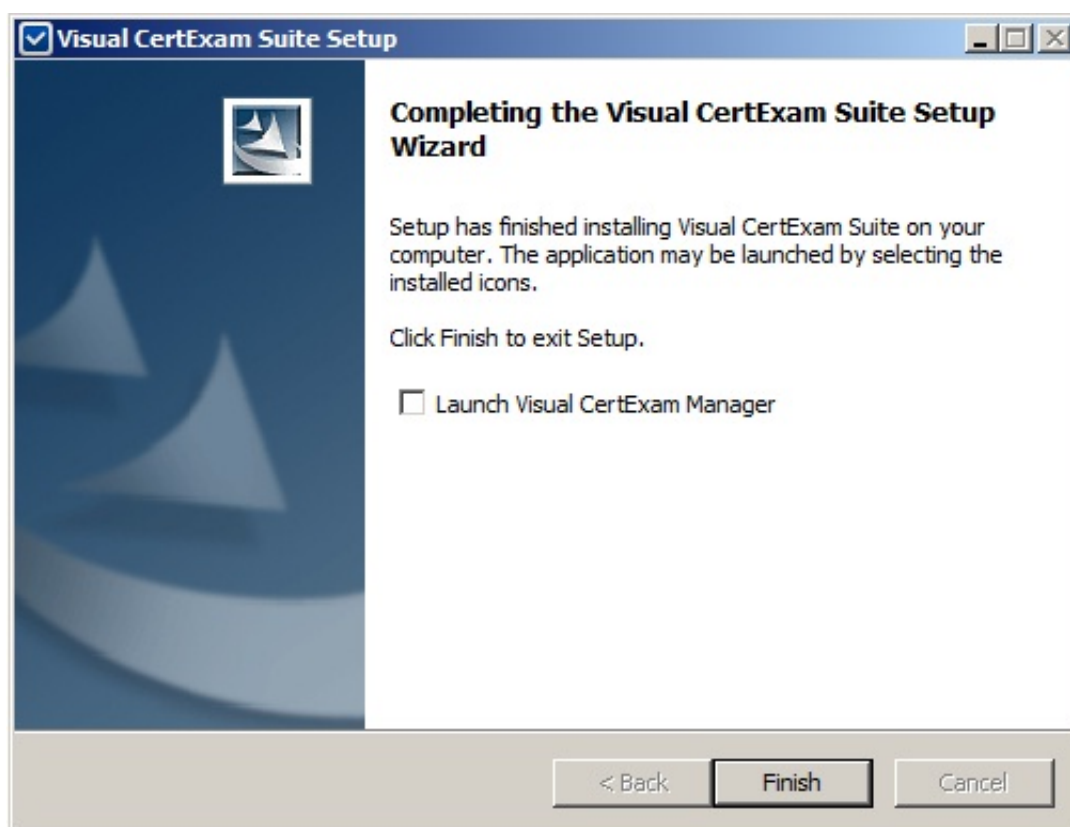 Visual CertExam Suite Setup
Completing the Visual CertExam Suite Setup
Wizard
Setup has finished installing Visual CertExam Suite on your
computer. The application may be launched by selecting the
installed icons.
Click Finish to exit Setup.
Launch Visual CertExam Manager
< Back Finish Cancel